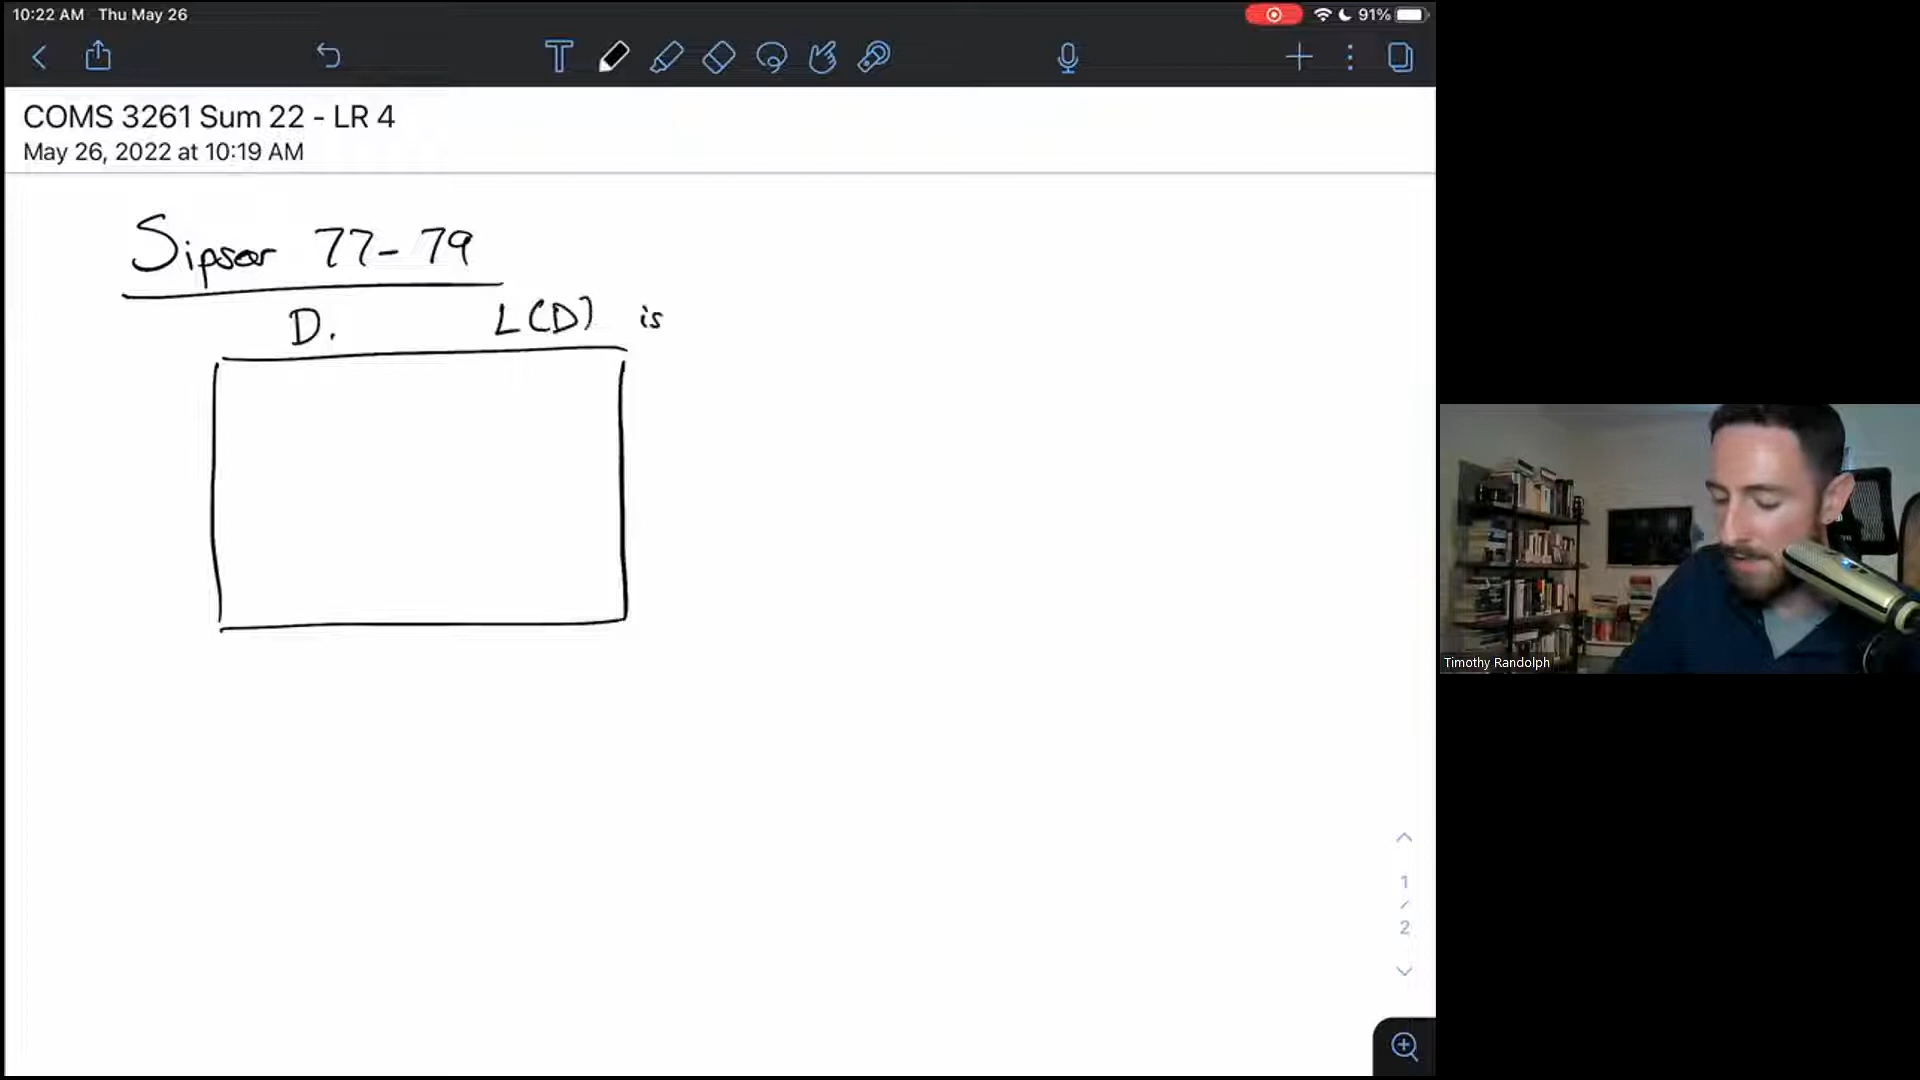 10:22 AM Thu May 26
91%
T
COMS 3261 Sum 22 - LR 4
May 26, 2022 at 10:19 AM
Sipser 77-79
D. L(D) is
1
2
Timothy Randolph